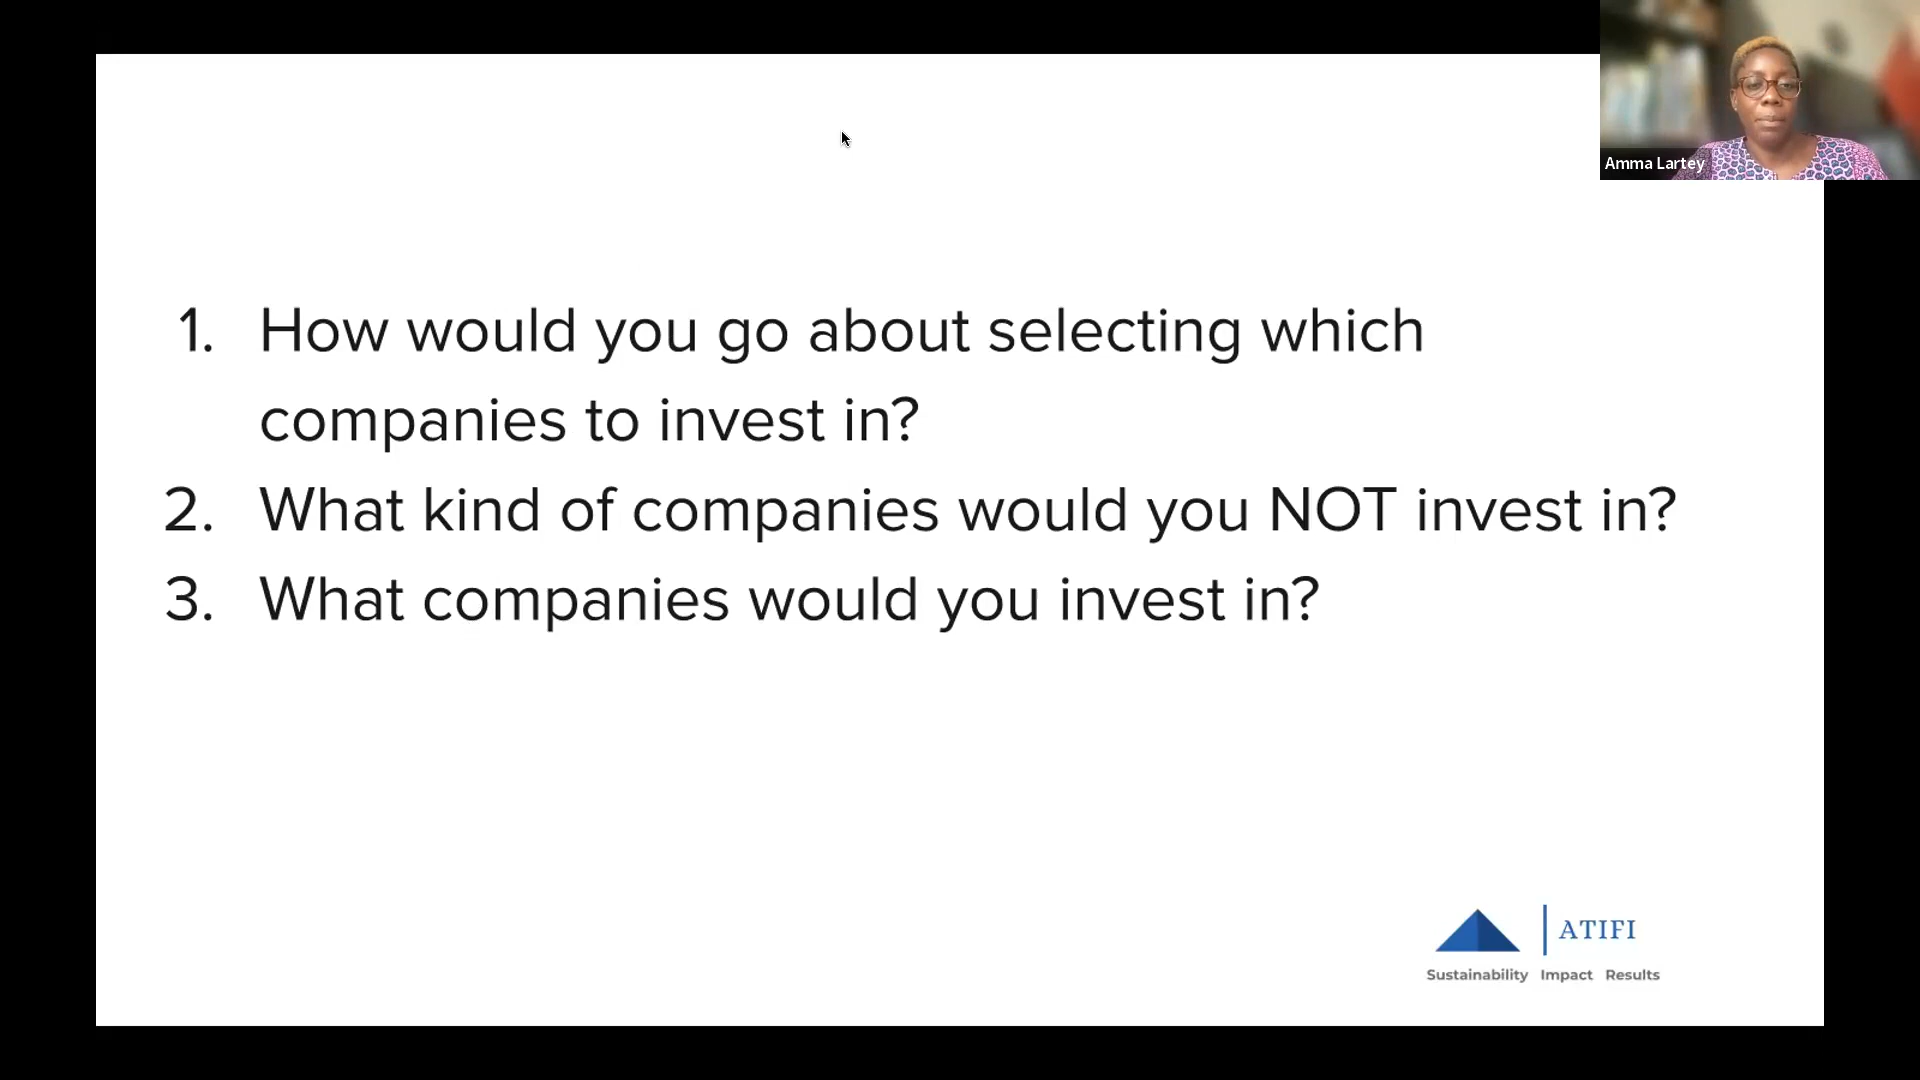 Amma Lartey
1. How would you go about selecting which
companies to invest in?
2. What kind of companies would you NOT invest in?
3. What companies would you invest in?
ATIFI
Sustainability Impact Results